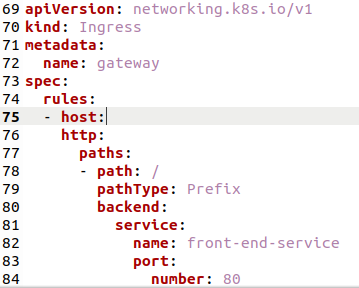 69 apiVersion: networking.k8s.io/v1
70 kind: Ingress
71 metadata:
72   name: gateway
73 spec:
74   rules:
75   - host:
76     http:
77       paths:
78       - path: /
79         pathType: Prefix
80         backend:
81           service:
82             name: front-end-service
83             port:
84               number: 80